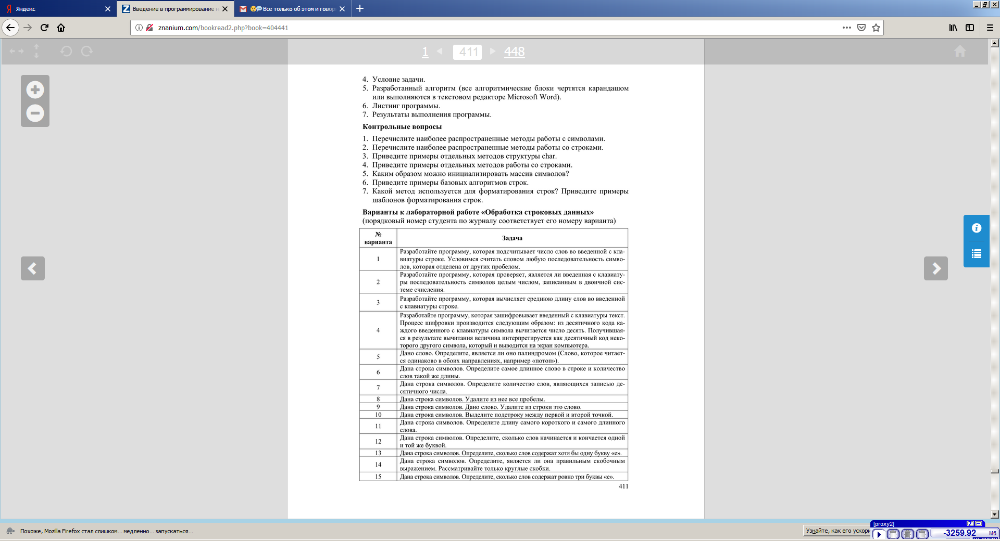 Яндекс
Введение в программирование н
Все только об этом и говор
znanium.com/bookread2.php?book=404441
1
411
448
4. Условие задачи.
5. Разработанный алгоритм (все алгоритмические блоки чертятся карандашом
или выполняются в текстовом редакторе Microsoft Word).
6. Листинг программы.
7. Результаты выполнения программы.
Контрольные вопросы
1. Перечислите наиболее распространенные методы работы с символами.
2. Перечислите наиболее распространенные методы работы со строками.
3. Приведите примеры отдельных методов структуры char.
4. Приведите примеры отдельных методов работы со строками.
5. Каким образом можно инициализировать массив символов?
6. Приведите примеры базовых алгоритмов строк.
7. Какой метод используется для форматирования строк? Приведите примеры
шаблонов форматирования строк.
Варианты к лабораторной работе «Обработка строковых данных»
(порядковый номер студента по журналу соответствует его номеру варианта)
№
варианта
Задача
1
Разработайте программу, которая подсчитывает число слов во введенной с кла-
виатуры строке. Условимся считать словом любую последовательность симво-
лов, которая отделена от других пробелом.
2
Разработайте программу, которая проверяет, является ли введенная с клавиату-
ры последовательность символов целым числом, записанным в двоичной сис-
теме счисления.
3
Разработайте программу, которая вычисляет среднюю длину слов во введенной
с клавиатуры строке.
4
Разработайте программу, которая зашифровывает введенный с клавиатуры текст.
Процесс шифровки производится следующим образом: из десятичного кода ка-
ждого введенного с клавиатуры символа вычитается число десять. Получившая-
ся в результате вычитания величина интерпретируется как десятичный код неко-
торого другого символа, который и выводится на экран компьютера.
5
Дано слово. Определите, является ли оно палиндромом (Слово, которое читает-
ся одинаково в обоих направлениях, например «потоп»).
6
Дана строка символов. Определите самое длинное слово в строке и количество
слов такой же длины.
7
Дана строка символов. Определите количество слов, являющихся записью де-
сятичного числа.
8
Дана строка символов. Удалите из нее все пробелы.
9
Дана строка символов. Дано слово. Удалите из строки это слово.
10
Дана строка символов. Выделите подстроку между первой и второй точкой.
11
Дана строка символов. Определите длину самого короткого и самого длинного
слова.
12
Дана строка символов. Определите, сколько слов начинается и кончается одной
и той же буквой.
13
Дана строка символов. Определите, сколько слов содержат хотя бы одну букву «е».
14
Дана строка символов. Определите, является ли она правильным скобочным
выражением. Рассматривайте только круглые скобки.
15
Дана строка символов. Определите, сколько слов содержат ровно три буквы «е».
411
Похоже, Mozilla Firefox стал слишком… медленно… запускаться…
Узнайте, как его ускори
[proxy2]
-3259.92 Мб